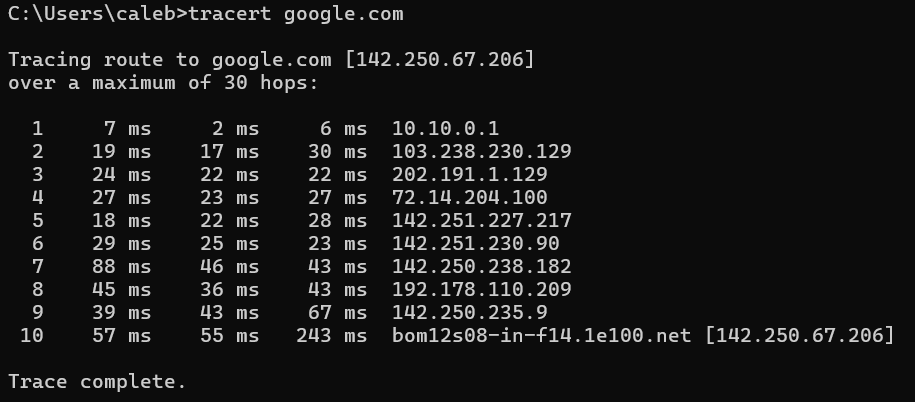 C:\Users\caleb>tracert google.com
Tracing route to google.com [142.250.67.206]
over a maximum of 30 hops:
1 7 ms 2 ms 6 ms 10.10.0.1
2 19 ms 17 ms 30 ms 103.238.230.129
3 24 ms 22 ms 22 ms 202.191.1.129
4 27 ms 23 ms 27 ms 72.14.204.100
5 18 ms 22 ms 28 ms 142.251.227.217
6 29 ms 25 ms 23 ms 142.251.230.90
7 88 ms 46 ms 43 ms 142.250.238.182
8 45 ms 36 ms 43 ms 192.178.110.209
9 39 ms 43 ms 67 ms 142.250.235.9
10 57 ms 55 ms 243 ms bom12s08-in-f14.1e100.net [142.250.67.206]
Trace complete.